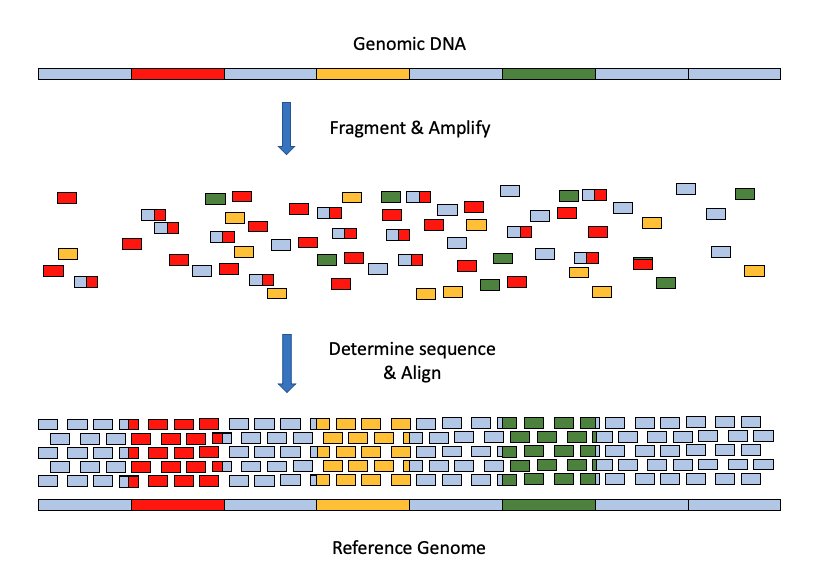 Genomic DNA
Fragment & Amplify
Determine sequence
& Align
Reference Genome